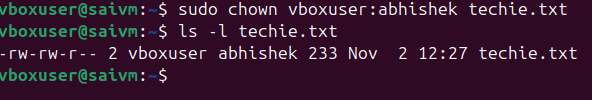 vboxuser@saivm:~$ sudo chown vboxuser:abhishek techie.txt
vboxuser@saivm:~$ ls -l techie.txt
-rw-rw-r-- 2 vboxuser abhishek 233 Nov  2 12:27 techie.txt
vboxuser@saivm:~$